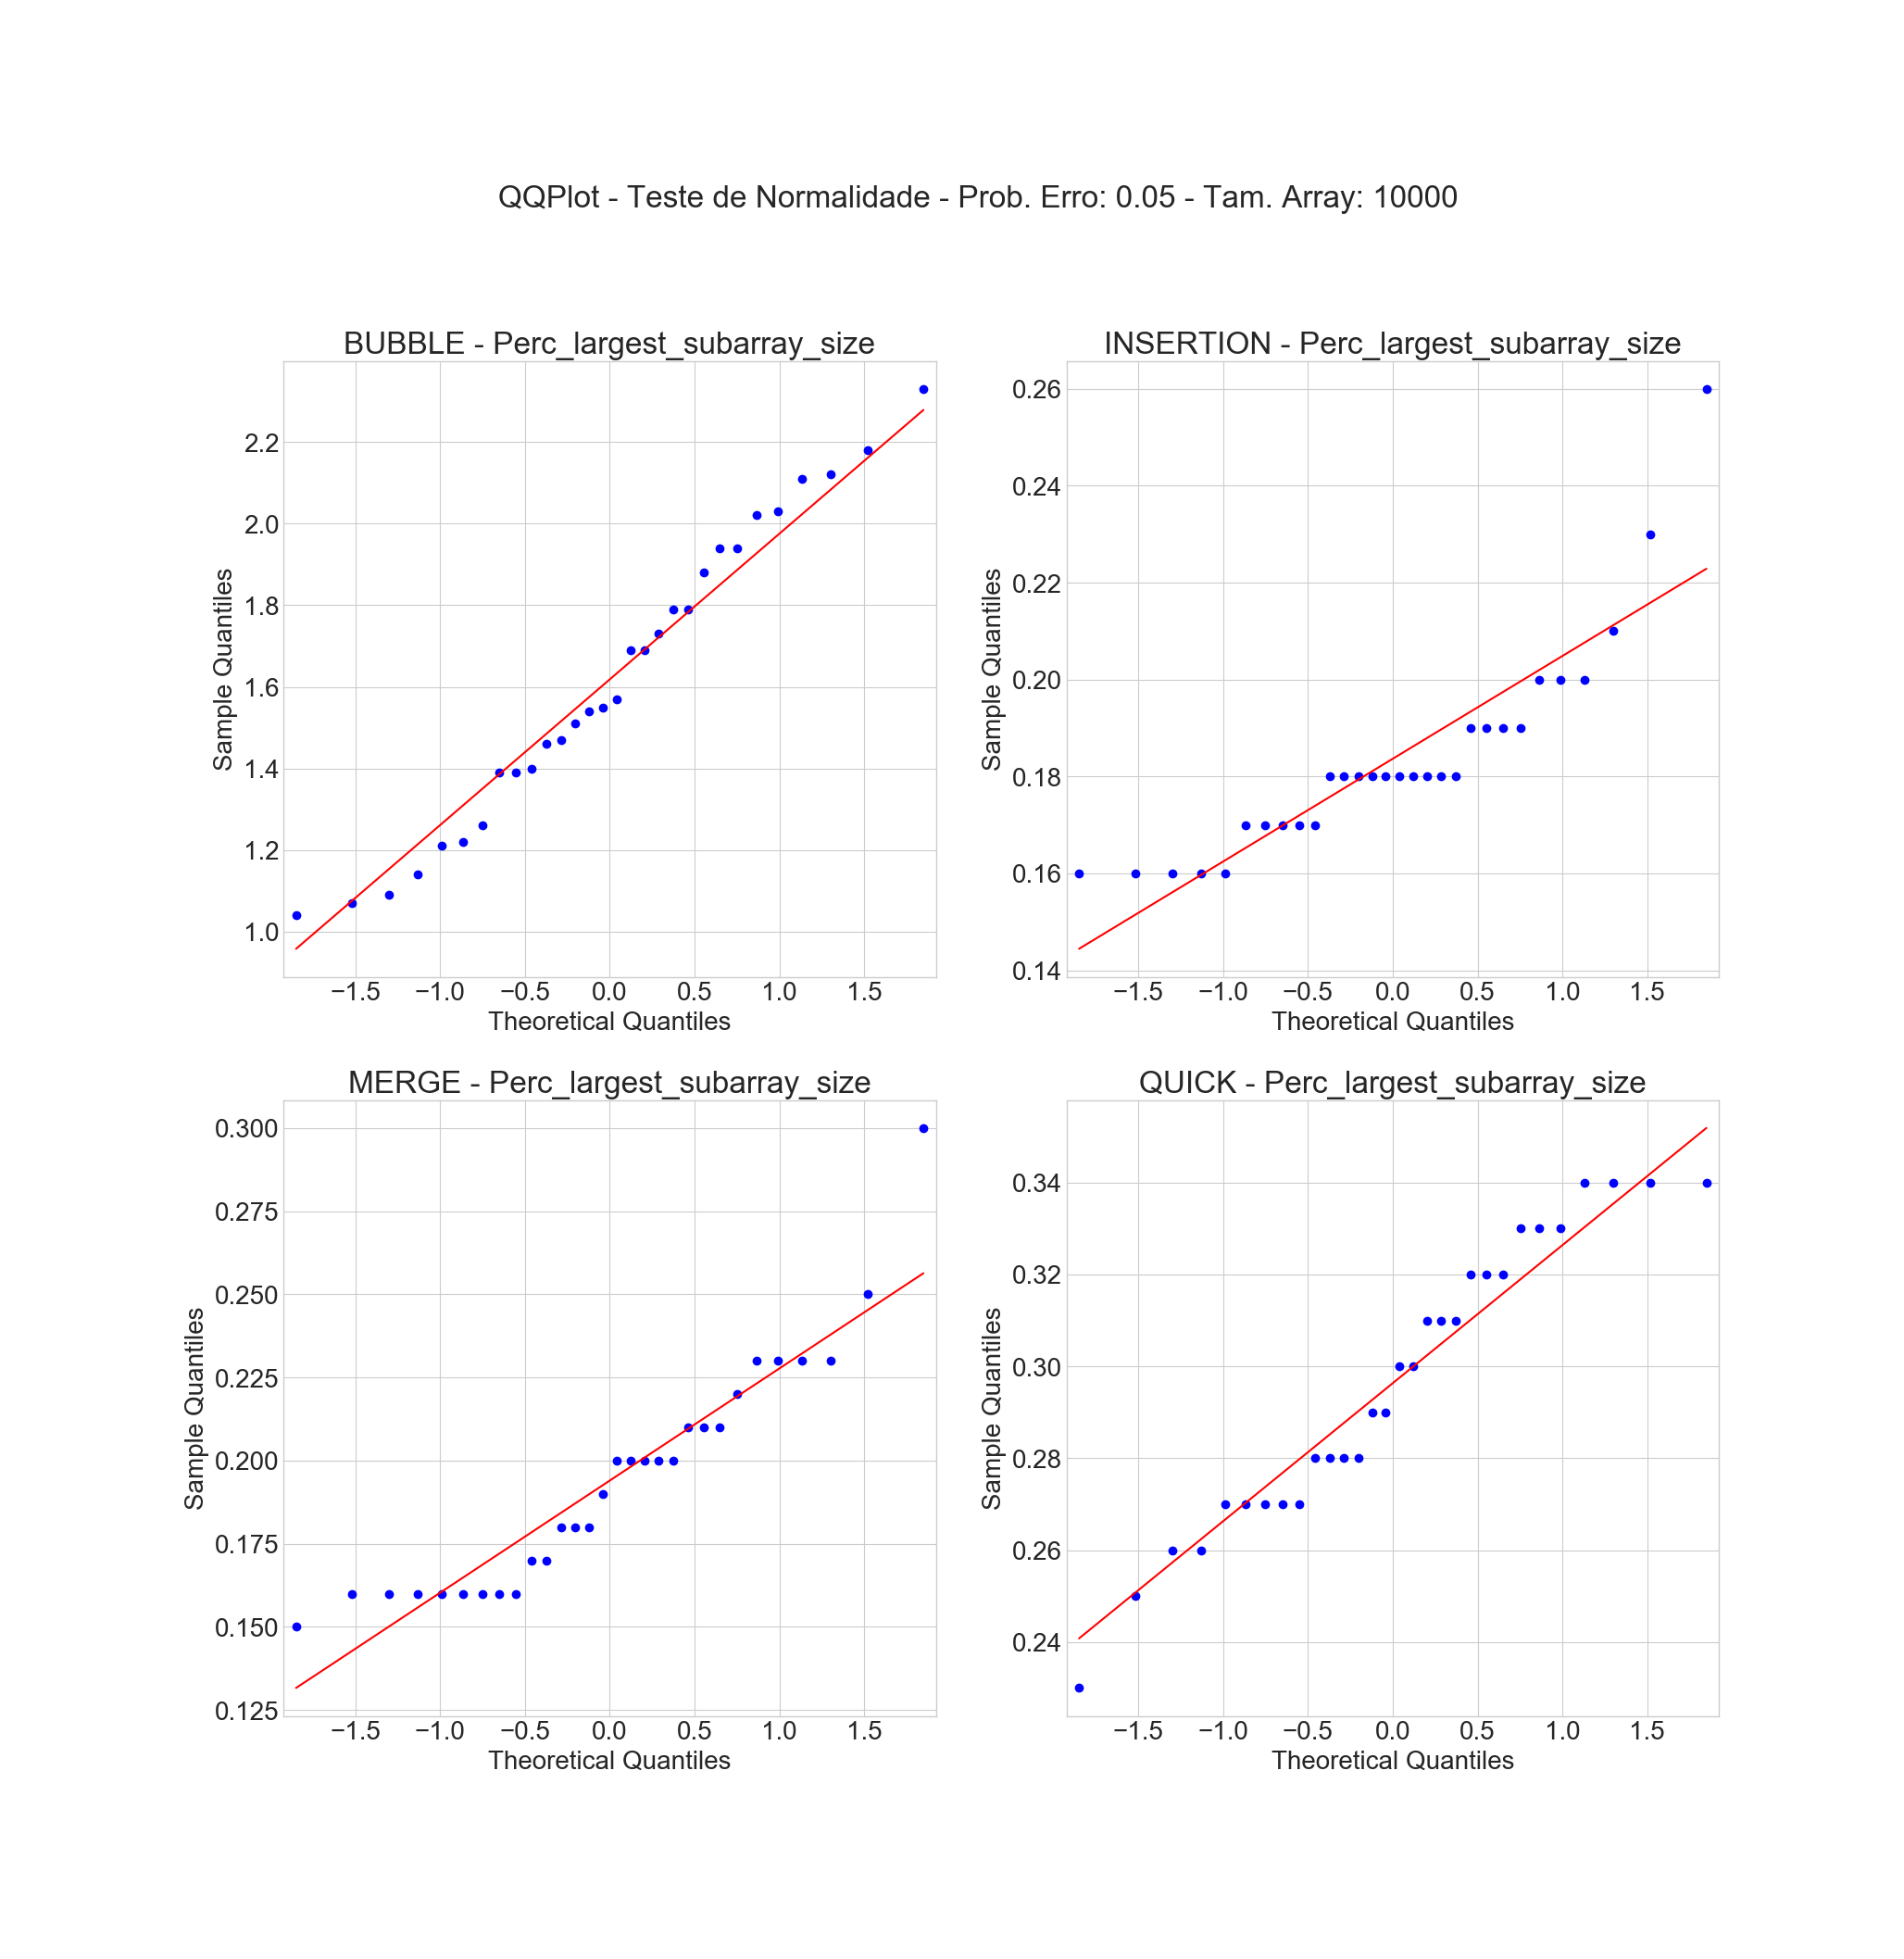 QQPlot - Teste de Normalidade - Prob. Erro: 0.05 - Tam. Array: 10000
BUBBLE - Perc_largest_subarray_size
2.2
2.0
1.8
1.6
1.4
1.2
1.0
Sample Quantiles
−1.5 −1.0 −0.5 0.0 0.5 1.0 1.5
Theoretical Quantiles
INSERTION - Perc_largest_subarray_size
0.26
0.24
0.22
0.20
0.18
0.16
0.14
Sample Quantiles
−1.5 −1.0 −0.5 0.0 0.5 1.0 1.5
Theoretical Quantiles
MERGE - Perc_largest_subarray_size
0.300
0.275
0.250
0.225
0.200
0.175
0.150
0.125
Sample Quantiles
−1.5 −1.0 −0.5 0.0 0.5 1.0 1.5
Theoretical Quantiles
QUICK - Perc_largest_subarray_size
0.34
0.32
0.30
0.28
0.26
0.24
Sample Quantiles
−1.5 −1.0 −0.5 0.0 0.5 1.0 1.5
Theoretical Quantiles